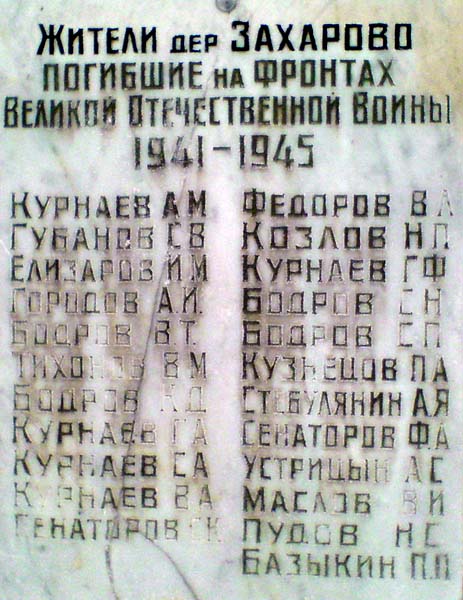 Жители дер Захарово
погибшие на фронтах
Великой Отечественной Войны
1941-1945
Курнаев А.М.
Губанов С В
Елизаров И.М
Городов А.И.
Бодров В.Т.
Тихонов В М
Бодров К Д
Курнаев Г А
Курнаев С А
Курнаев В А
Сенаторов С К
Федоров В А
Козлов Н.П
Курнаев Г Ф
Бодров С Н
Бодров С.П
Кузнецов П А
Стебулянин А.Я
Сенаторов Ф.А
Устрицын А С
Маслов В И
Пудов Н С
Базыкин П.П